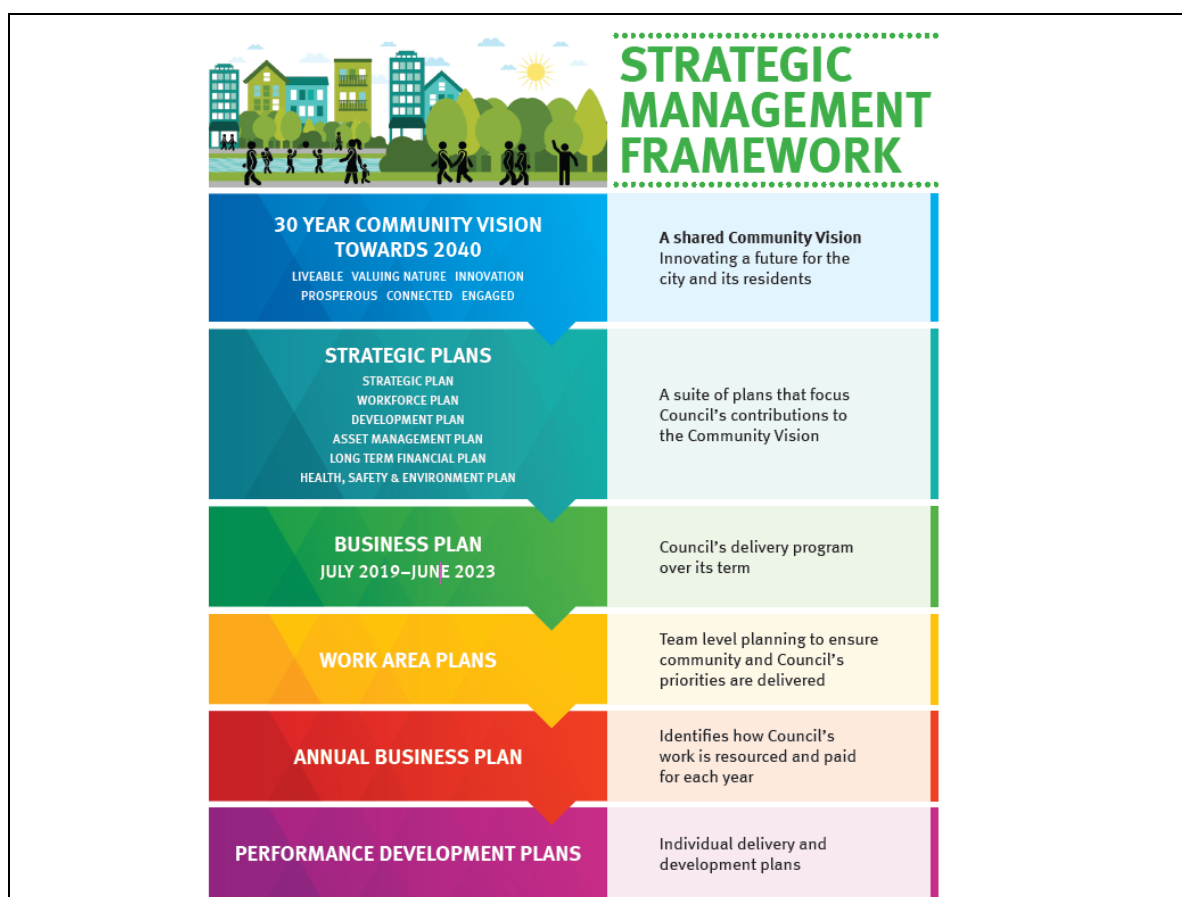 STRATEGIC
MANAGEMENT
FRAMEWORK
30 YEAR COMMUNITY VISION
TOWARDS 2040
LIVEABLE VALUING NATURE INNOVATION
PROSPEROUS CONNECTED ENGAGED
A shared Community Vision
Innovating a future for the
city and its residents
STRATEGIC PLANS
STRATEGIC PLAN
WORKFORCE PLAN
DEVELOPMENT PLAN
ASSET MANAGEMENT PLAN
LONG TERM FINANCIAL PLAN
HEALTH, SAFETY & ENVIRONMENT PLAN
A suite of plans that focus
Council's contributions to
the Community Vision
BUSINESS PLAN
JULY 2019–JUNE 2023
Council's delivery program
over its term
WORK AREA PLANS
Team level planning to ensure
community and Council's
priorities are delivered
ANNUAL BUSINESS PLAN
Identifies how Council's
work is resourced and paid
for each year
PERFORMANCE DEVELOPMENT PLANS
Individual delivery and
development plans